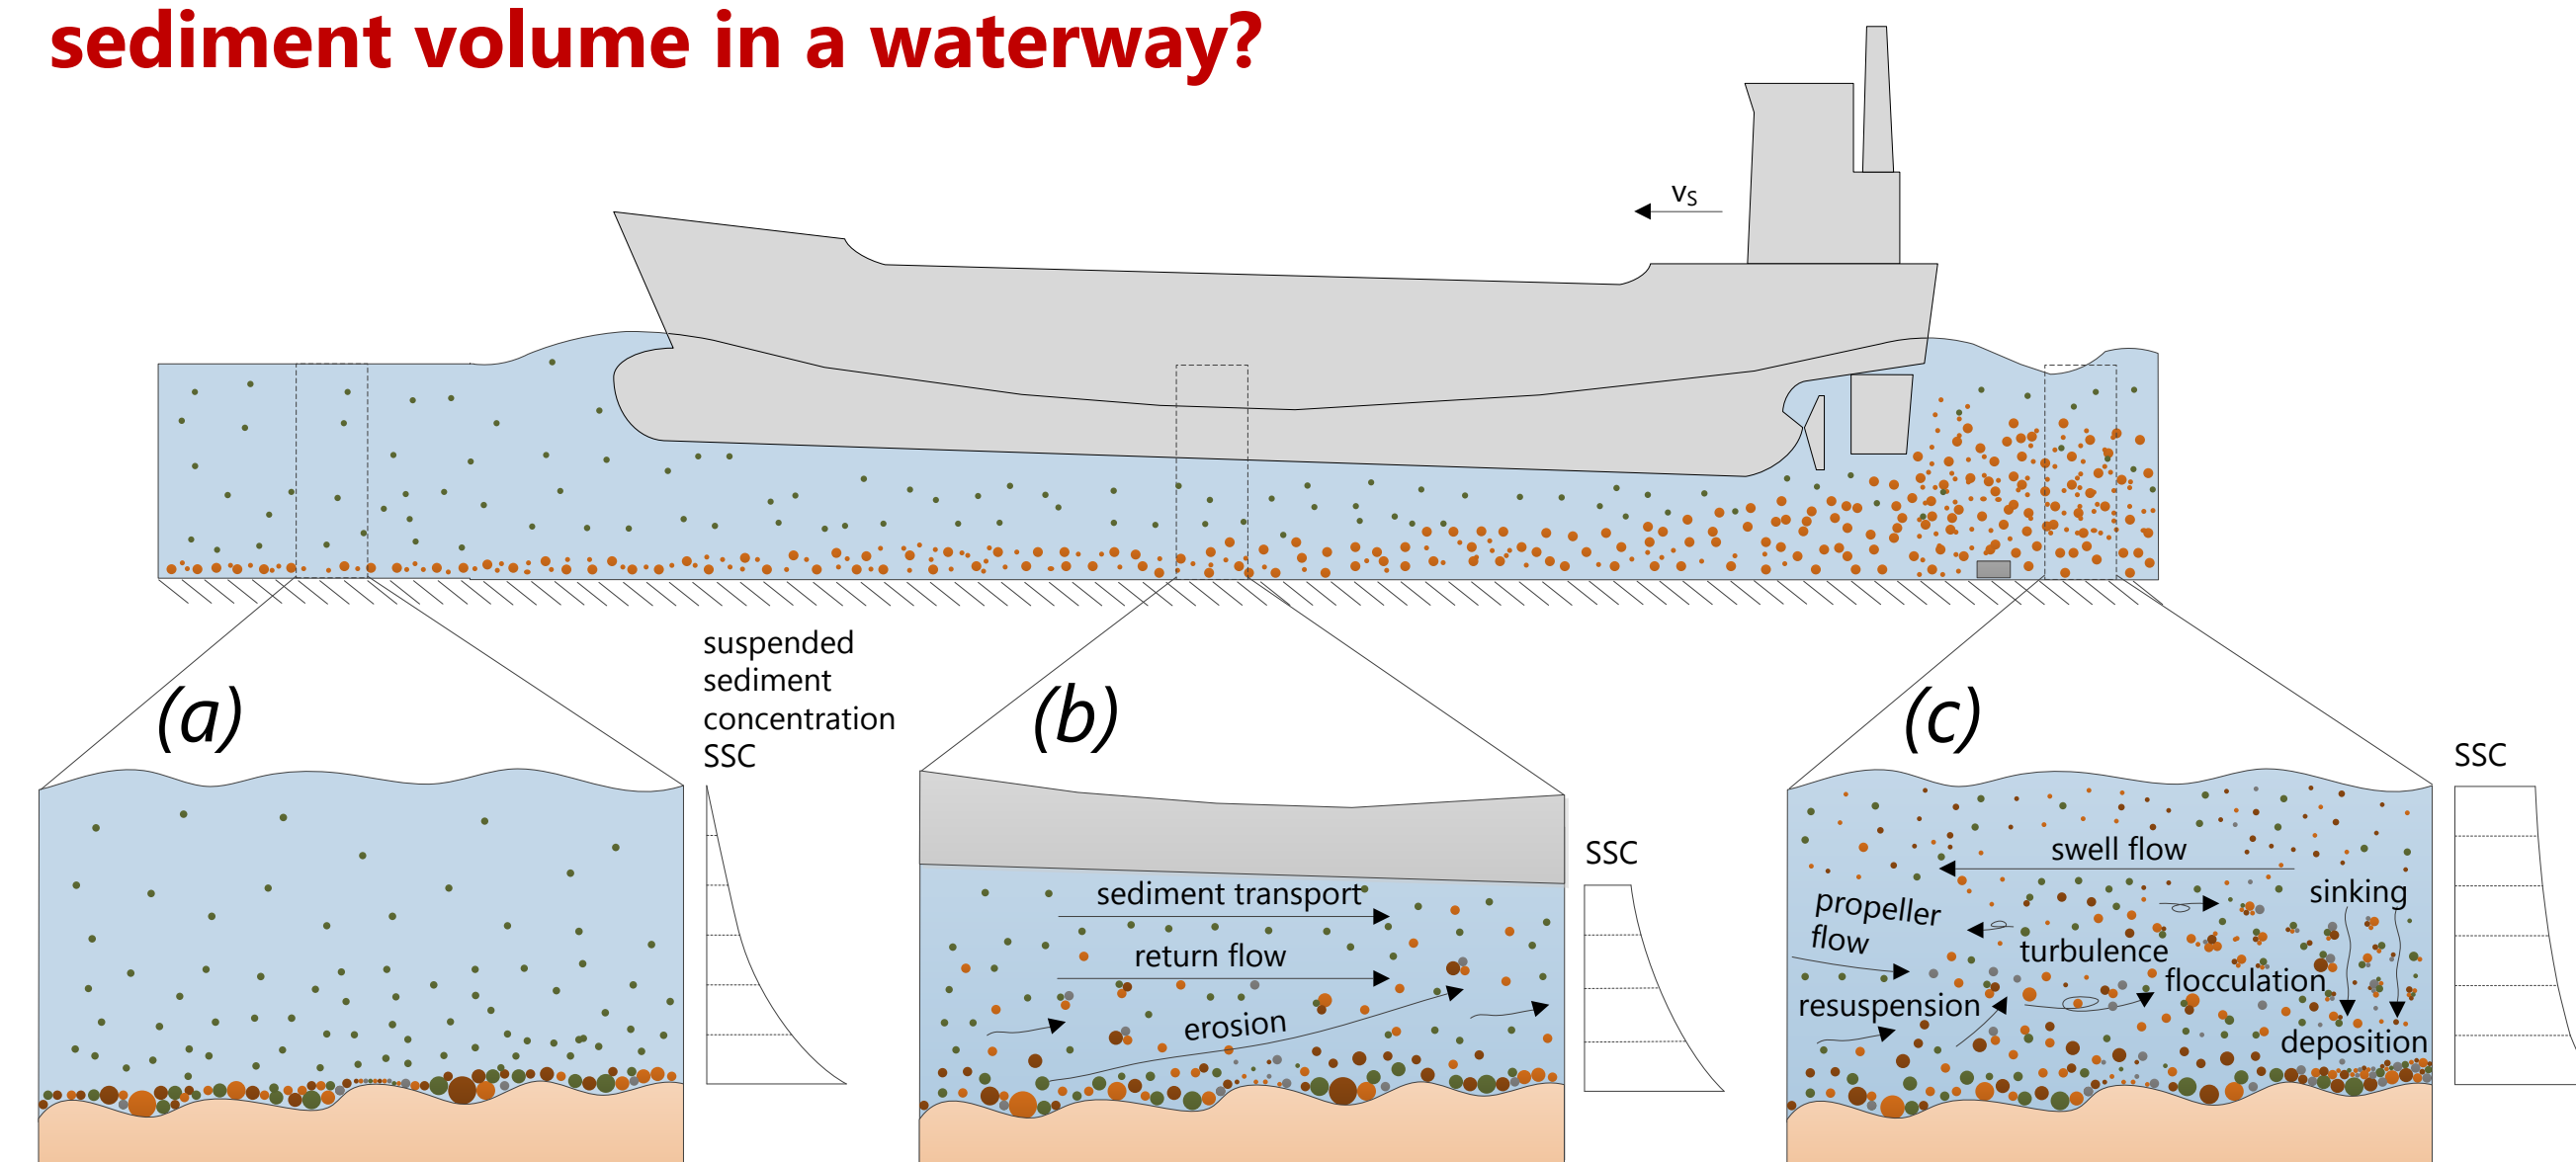 sediment volume in a waterway?
vS
suspended
sediment
concentration
SSC
(a)
(b)
(c)
SSC
SSC
sediment transport
return flow
erosion
swell flow
propeller
flow
sinking
turbulence
flocculation
resuspension
deposition